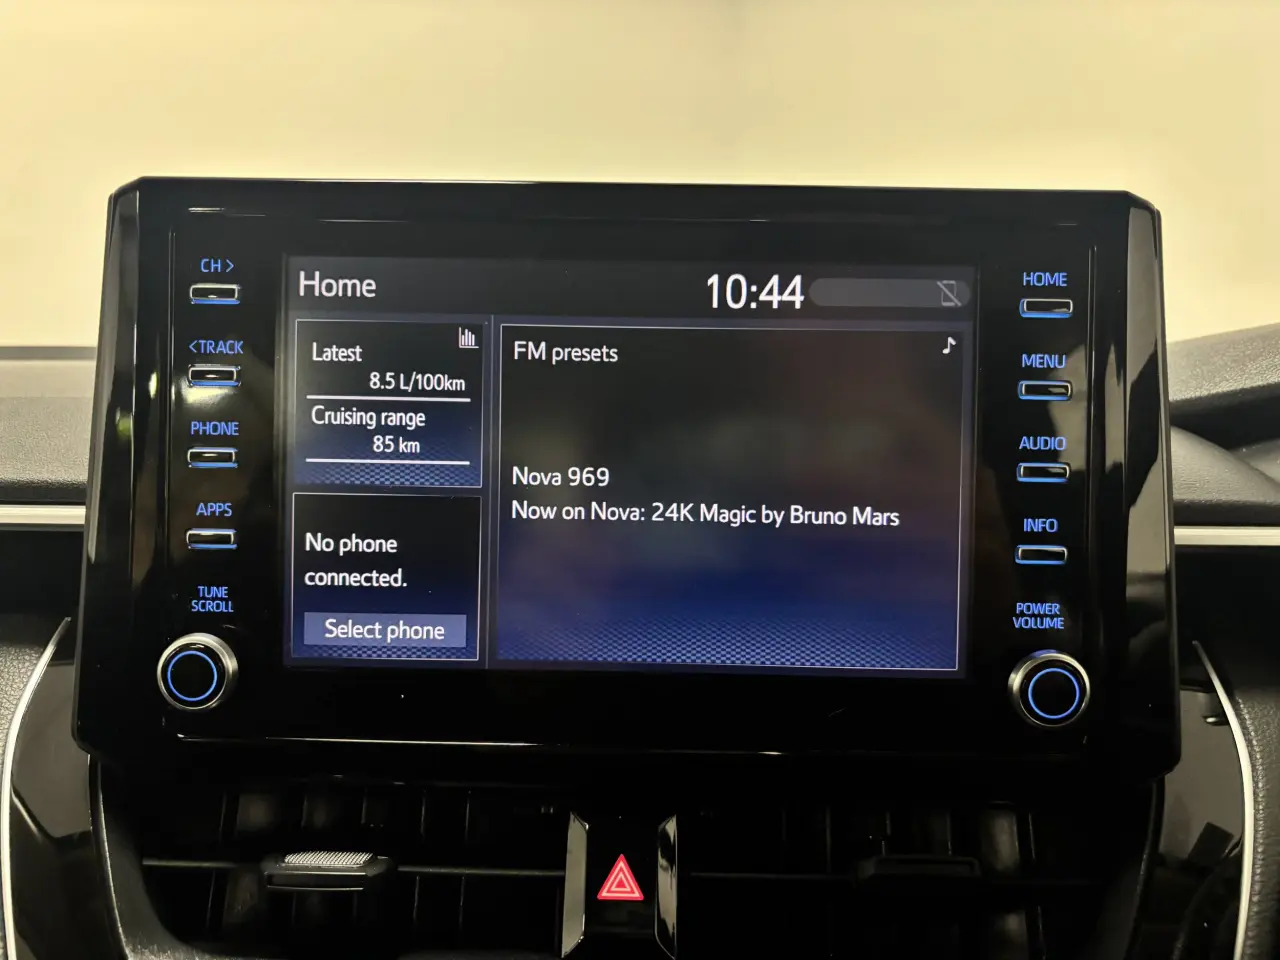 CH >
<TRACK
PHONE
APPS
TUNE
SCROLL
Home
10:44
Latest
8.5 L/100km
Cruising range
85 km
No phone
connected.
Select phone
FM presets
Nova 969
Now on Nova: 24K Magic by Bruno Mars
HOME
MENU
AUDIO
INFO
POWER
VOLUME